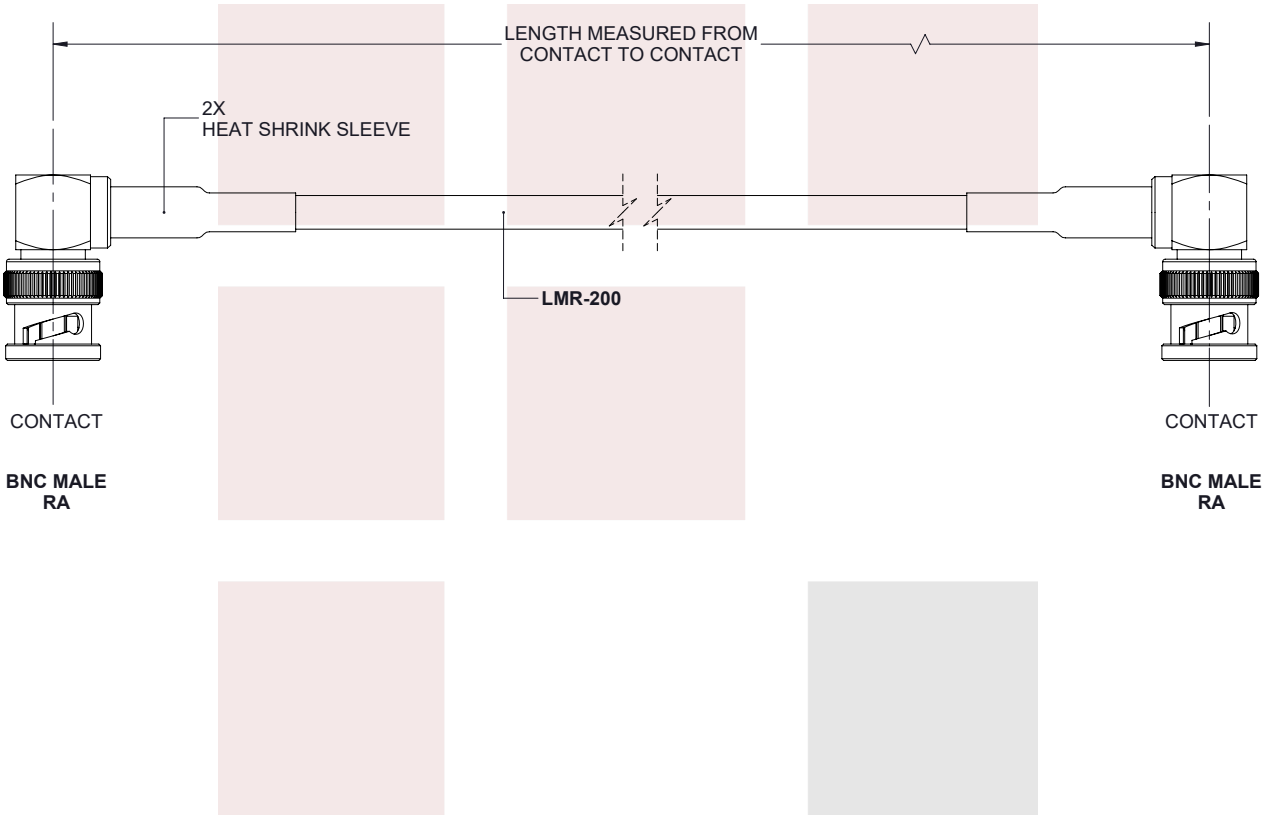 LENGTH MEASURED FROM
CONTACT TO CONTACT
2X
HEAT SHRINK SLEEVE
LMR-200
CONTACT
CONTACT
BNC MALE
RA
BNC MALE
RA